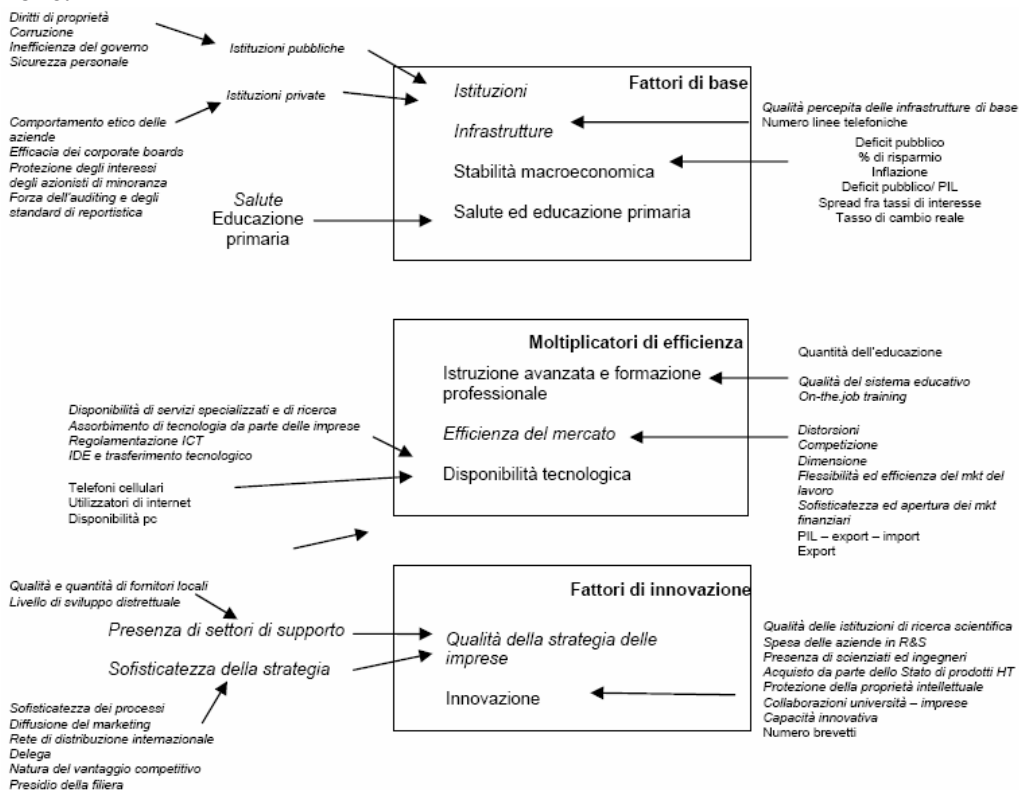 Diritti di proprietà
Corruzione
Inefficienza del governo
Sicurezza personale
Istituzioni pubbliche
Istituzioni private
Comportamento etico delle
aziende
Efficacia dei corporate boards
Protezione degli interessi
degli azionisti di minoranza
Forza dell'auditing e degli
standard di reportistica
Salute
Educazione
primaria
Fattori di base
Istituzioni
Infrastrutture
Stabilità macroeconomica
Salute ed educazione primaria
Qualità percepita delle infrastrutture di base
Numero linee telefoniche
Deficit pubblico
% di risparmio
Inflazione
Deficit pubblico/ PIL
Spread fra tassi di interesse
Tasso di cambio reale
Moltiplicatori di efficienza
Istruzione avanzata e formazione
professionale
Efficienza del mercato
Disponibilità tecnologica
Quantità dell'educazione
Qualità del sistema educativo
On-the.job training
Distorsioni
Competizione
Dimensione
Flessibilità ed efficienza del mkt del
lavoro
Sofisticatezza ed apertura dei mkt
finanziari
PIL – export – import
Export
Disponibilità di servizi specializzati e di ricerca
Assorbimento di tecnologia da parte delle imprese
Regolamentazione ICT
IDE e trasferimento tecnologico
Telefoni cellulari
Utilizzatori di internet
Disponibilità pc
Qualità e quantità di fornitori locali
Livello di sviluppo distrettuale
Presenza di settori di supporto
Sofisticatezza della strategia
Sofisticatezza dei processi
Diffusione del marketing
Rete di distribuzione internazionale
Delega
Natura del vantaggio competitivo
Presidio della filiera
Fattori di innovazione
Qualità della strategia delle
imprese
Innovazione
Qualità delle istituzioni di ricerca scientifica
Spesa delle aziende in R&S
Presenza di scienziati ed ingegneri
Acquisto da parte dello Stato di prodotti HT
Protezione della proprietà intellettuale
Collaborazioni università – imprese
Capacità innovativa
Numero brevetti